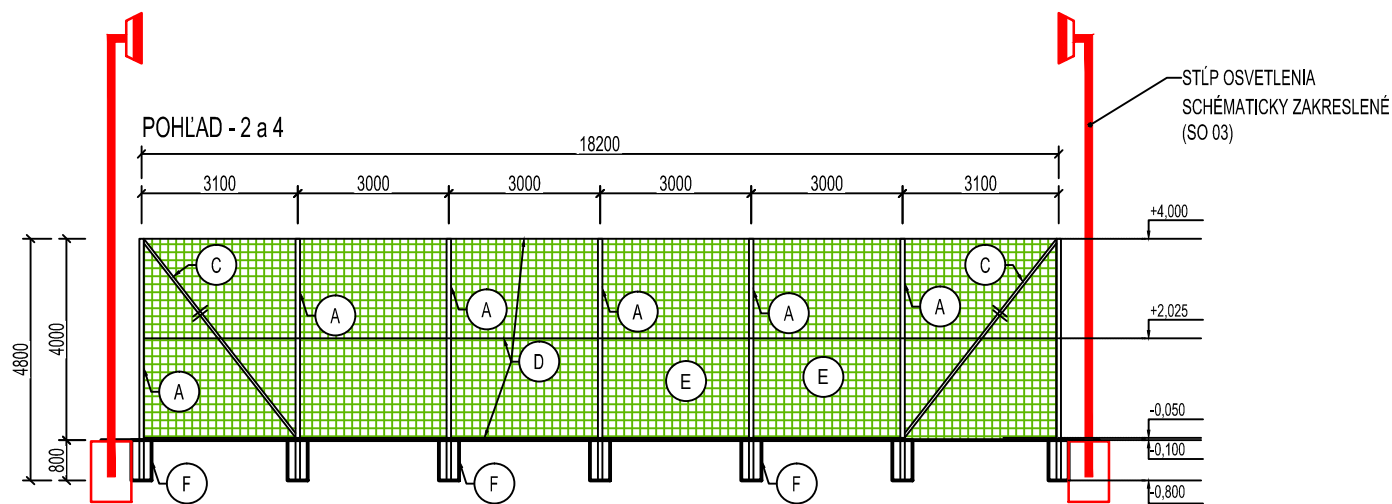 STĹP OSVETLENIA
SCHÉMATICKY ZAKRESLENÉ
(SO 03)
POHĽAD - 2 a 4
18200
3100 3000 3000 3000 3000 3100
+4,000
C C
A A A A A
+2,025
4800 4000
D
E E
A
-0,050
-0,100
800
F F F
-0,800